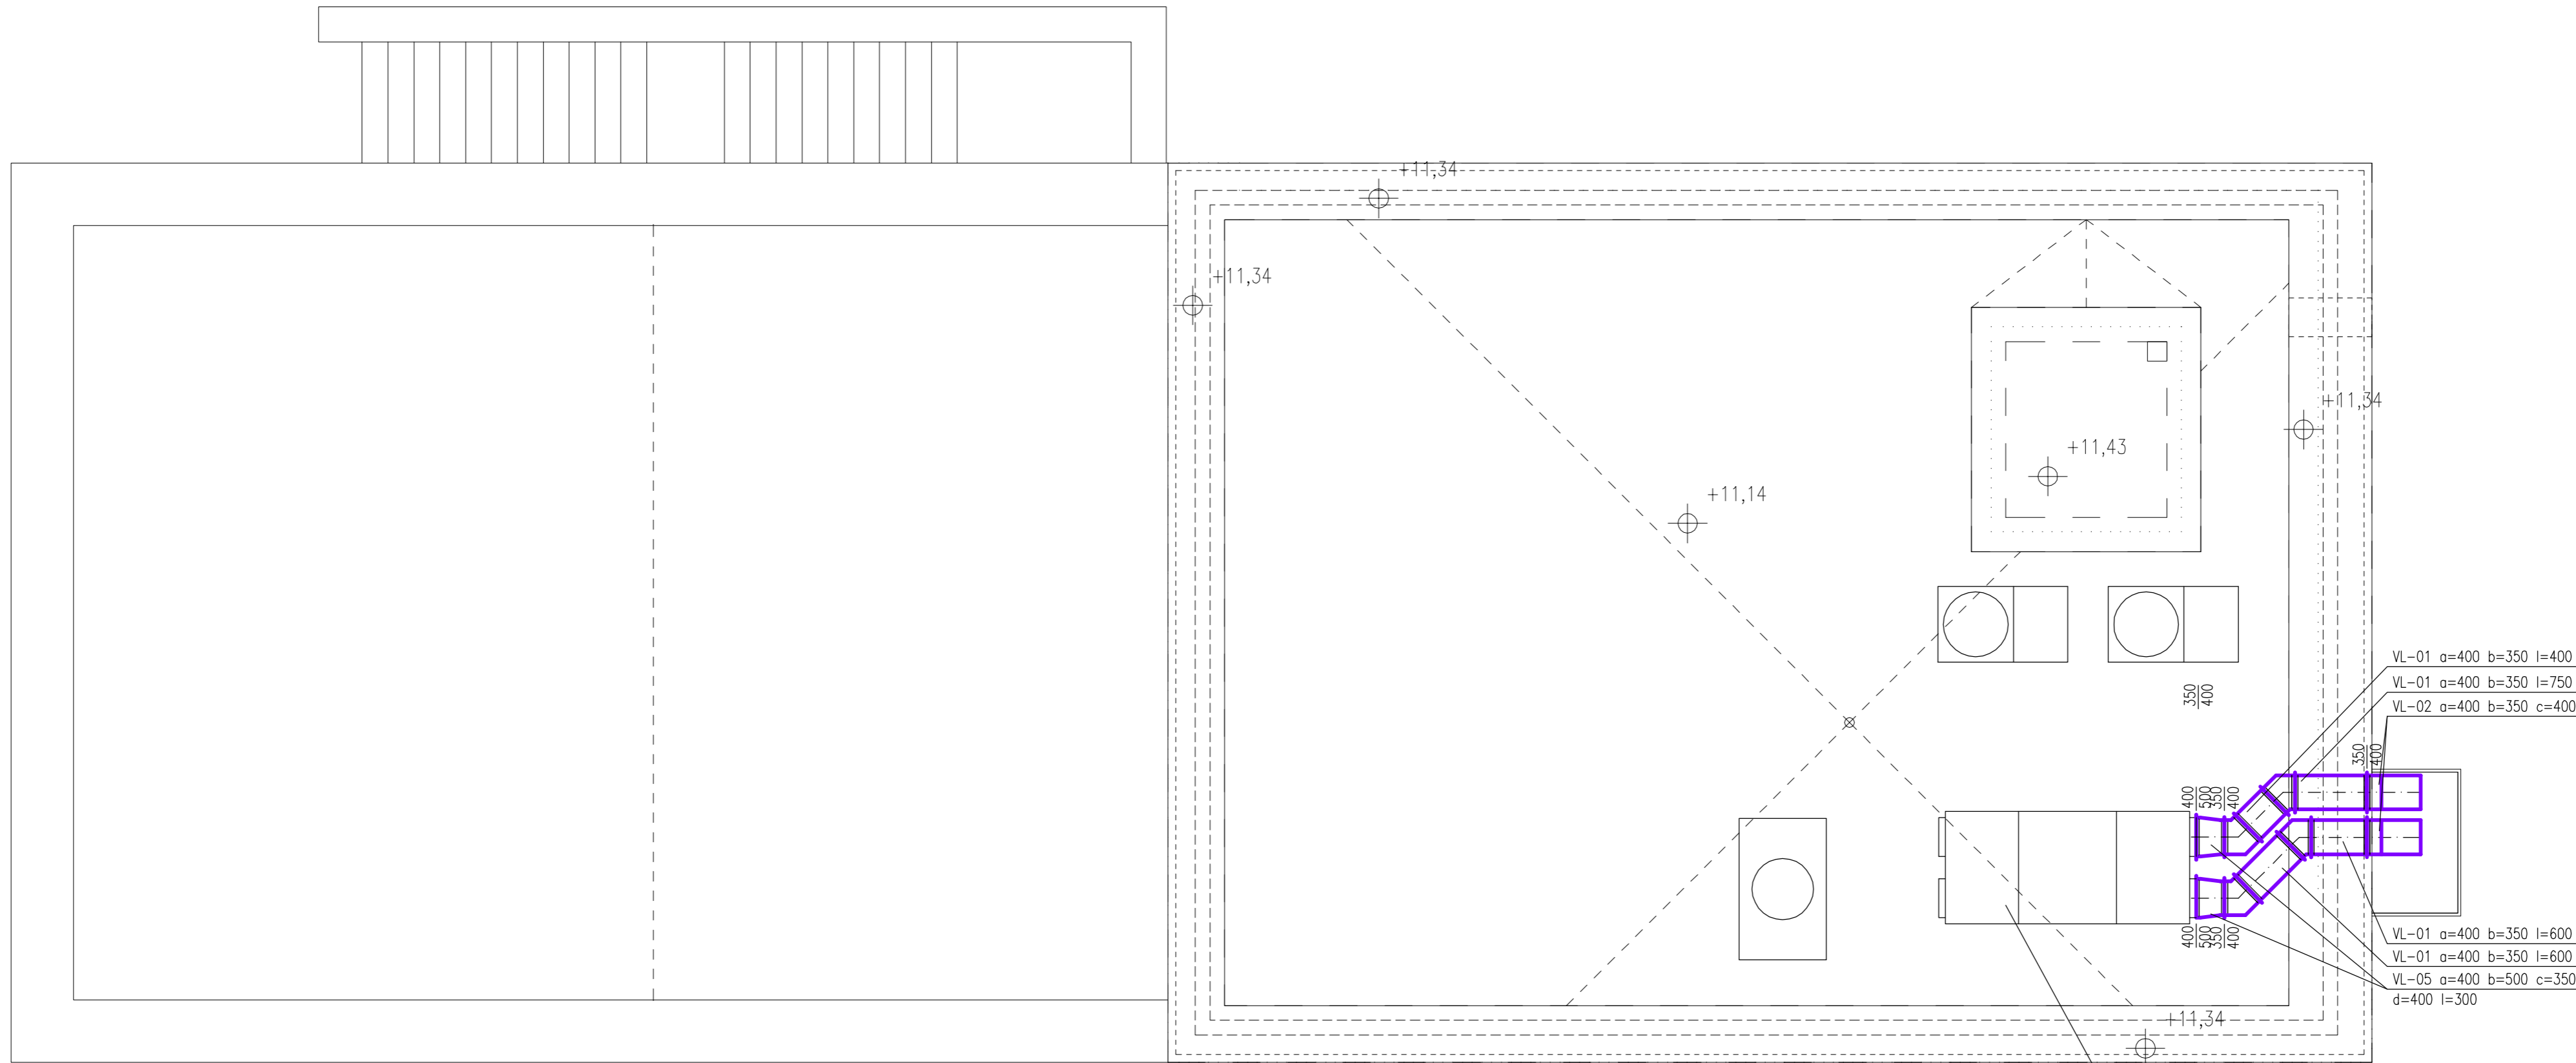 +11,34
+11,34
+11,34
+11,43
+11,14
VL-01 a=400 b=350 l=400
VL-01 a=400 b=350 l=750
VL-02 a=400 b=350 c=400
350
400
350
400
400
500
350
400
400
500
350
400
VL-01 a=400 b=350 l=600
VL-01 a=400 b=350 l=600
VL-05 a=400 b=500 c=350
d=400 l=300
+11,34